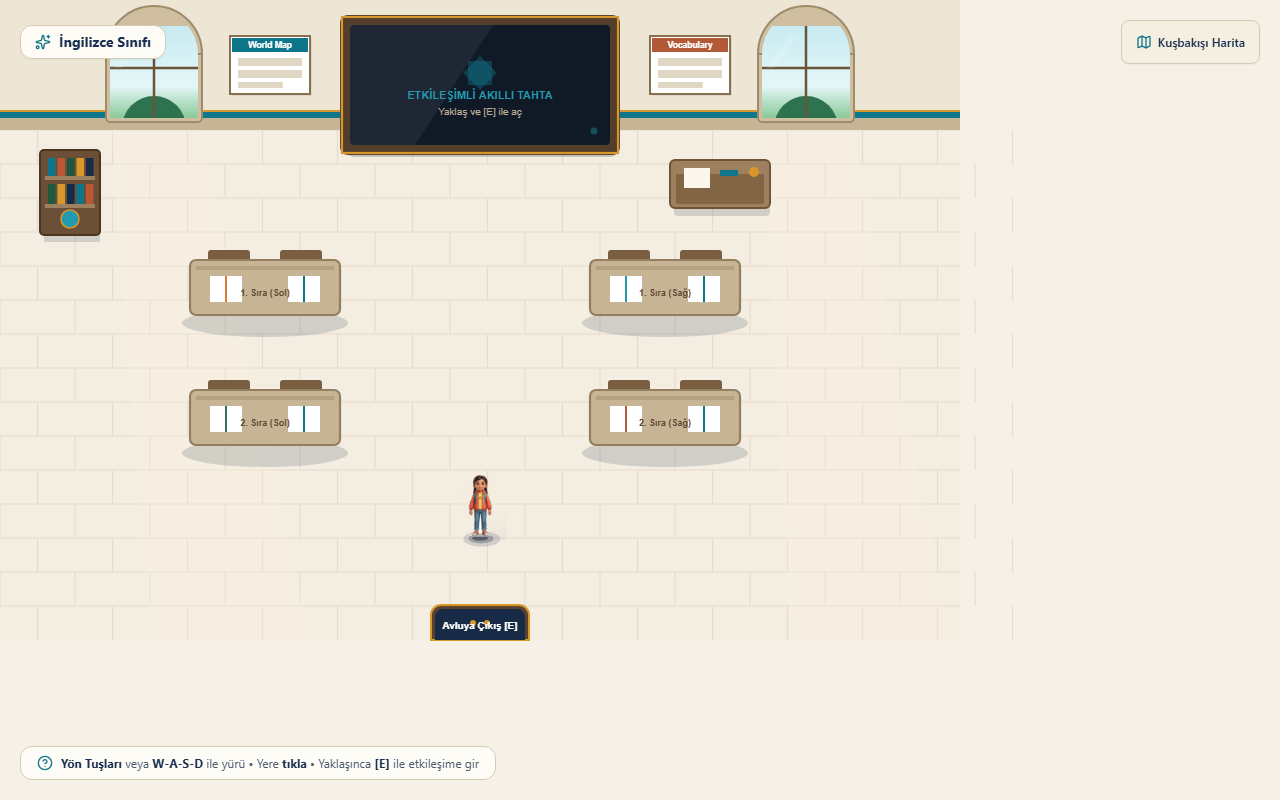 İngilizce Sınıfı
World Map
Vocabulary
Kuşbakışı Harita
ETKİLEŞİMLİ AKILLI TAHTA
Yaklaş ve [E] ile aç
1. Sıra (Sol)
1. Sıra (Sağ)
2. Sıra (Sol)
2. Sıra (Sağ)
Avluya Çıkış [E]
Yön Tuşları veya W-A-S-D ile yürü • Yere tıkla • Yaklaşınca [E] ile etkileşime gir